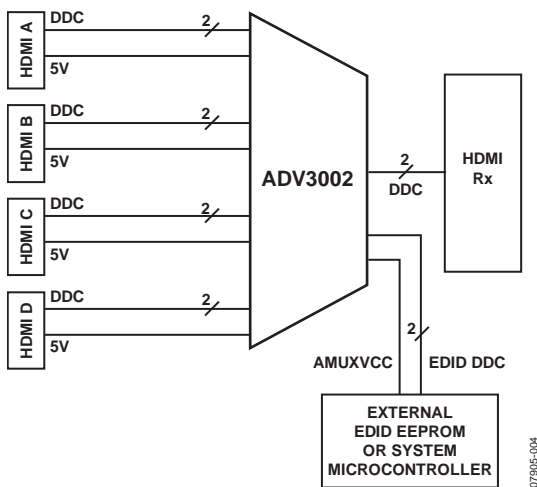 HDMI A
DDC
2
5V
HDMI B
DDC
2
5V
HDMI C
DDC
2
5V
HDMI D
DDC
2
5V
ADV3002
2
DDC
HDMI
Rx
2
AMUXVCC
EDID DDC
EXTERNAL
EDID EEPROM
OR SYSTEM
MICROCONTROLLER
07905-004